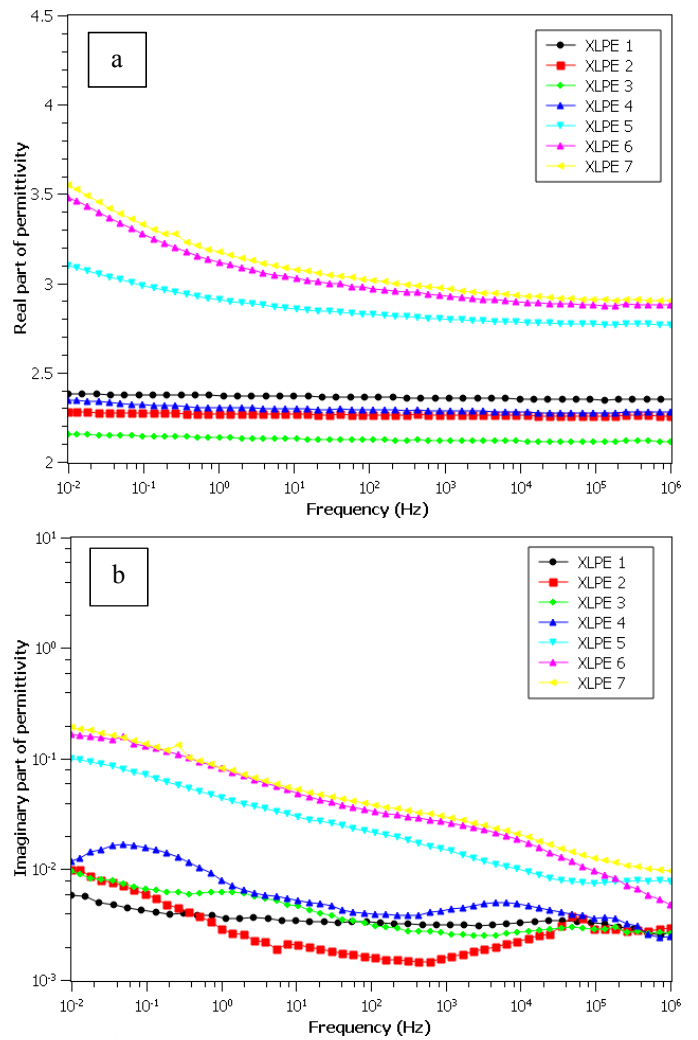 a
4.5
4
3.5
3
2.5
2
Real part of permittivity
XLPE 1
XLPE 2
XLPE 3
XLPE 4
XLPE 5
XLPE 6
XLPE 7
10-2 10-1 100 101 102 103 104 105 106
Frequency (Hz)
b
101
100
10-1
10-2
10-3
Imaginary part of permittivity
XLPE 1
XLPE 2
XLPE 3
XLPE 4
XLPE 5
XLPE 6
XLPE 7
10-2 10-1 100 101 102 103 104 105 106
Frequency (Hz)